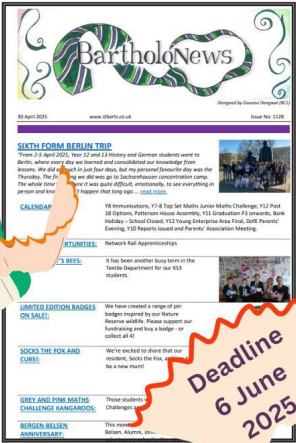 BartholoNews
Designed by Gauravi Deogawl (8CJ)
30 April 2025 www.stbarts.co.uk Issue No: 1128
SIXTH FORM BERLIN TRIP
"From 2-5 April 2025, Year 12 and 13 History and German students went to
Berlin, where every day we learned and consolidated our knowledge from
lessons. We did so much in just four days, but my personal favourite day was the
Thursday. The first thing we did was go to Sachsenhausen concentration camp.
The whole time there it was quite difficult, emotionally, to see everything in
person and know that happen that long ago.... read more.
CALENDAR Y8 Immunisations, Y7-8 Top Set Maths Junior Maths Challenge, Y12 Post
18 Options, Patterson House Assembly, Y11E Graduation P3 onwards, Bank
Holiday – School Closed, Y12 Young Enterprise Area Final, DofE Parents'
Evening, Y10 Reports issued and Parents' Association Meeting.
RTUNITIES: Network Rail Apprenticeships
'S BEES: It has been another busy term in the
Textile Department for our KS3
students.
LIMITED EDITION BADGES
ON SALE!:
We have created a range of pin
badges inspired by our Nature
Reserve wildlife. Please support our
fundraising and buy a badge - or
collect all 4!
SOCKS THE FOX AND
CUBS!:
We're excited to share that our
resident, Socks the Fox,
be a new mum!
GREY AND PINK MATHS
CHALLENGE KANGAROOS:
Those students
Challenges
BERGEN-BELSEN
ANNIVERSARY:
This mon
Belsen. Alumni,
Deadline
6 June
2025